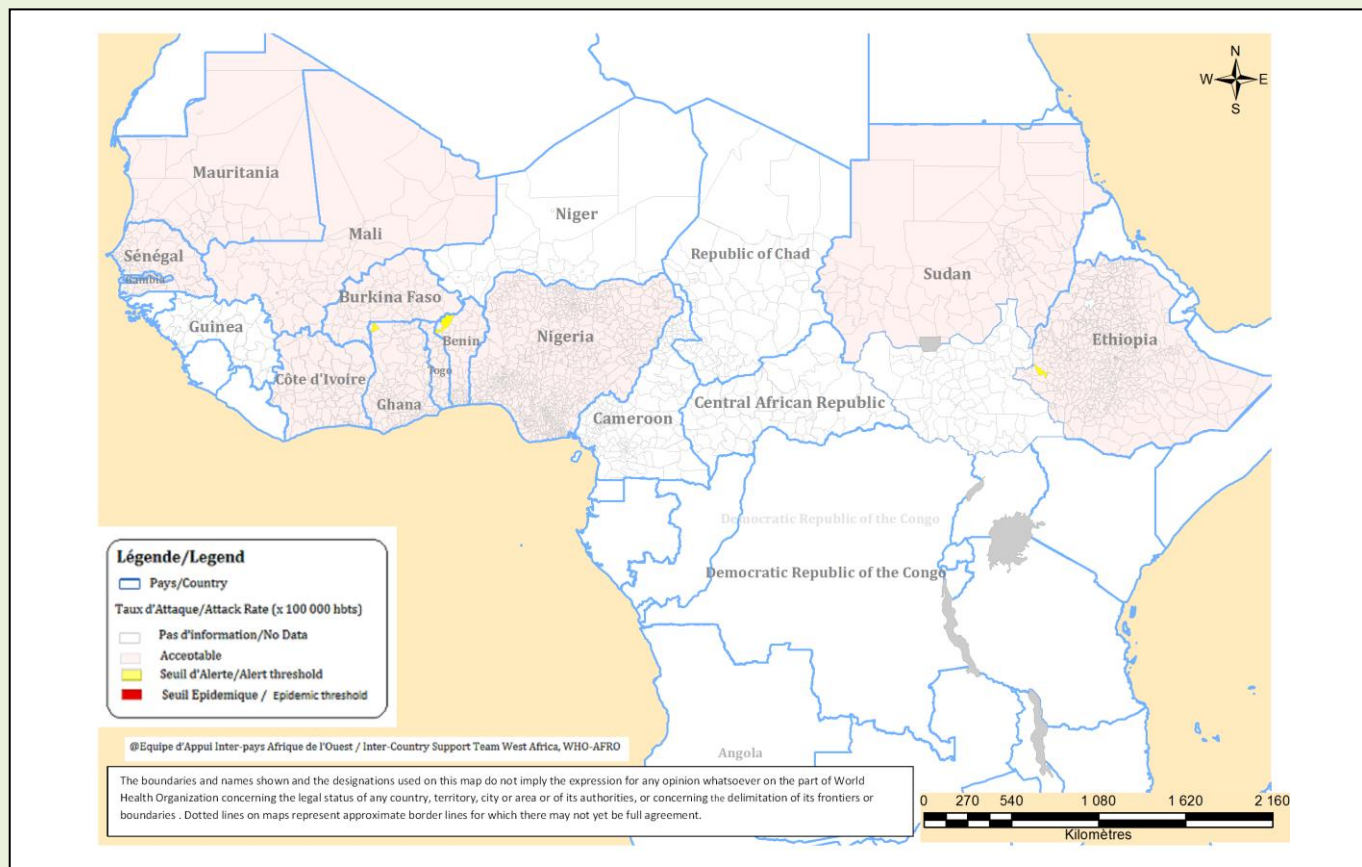 N
W E
S
Mauritania
Mali
Niger
Republic of Chad
Sudan
Sénégal
Gambia
Burkina Faso
Guinea
Benin
Nigeria
Ethiopia
Togo
Côte d'Ivoire
Ghana
Cameroon
Central African Republic
Democratic Republic of the Congo
Democratic Republic of the Congo
Angola
Légende/Legend
Pays/Country
Taux d'Attaque/Attack Rate (x 100 000 hbts)
Pas d'information/No Data
Acceptable
Seuil d'Alerte/Alert threshold
Seuil Epidemique / Epidemic threshold
@Equipe d'Appui Inter-pays Afrique de l'Ouest / Inter-Country Support Team West Africa, WHO-AFRO
The boundaries and names shown and the designations used on this map do not imply the expression for any opinion whatsoever on the part of World
Health Organization concerning the legal status of any country, territory, city or area or of its authorities, or concerning the delimitation of its frontiers or
boundaries . Dotted lines on maps represent approximate border lines for which there may not yet be full agreement.
0 270 540 1 080 1 620 2 160
Kilomètres